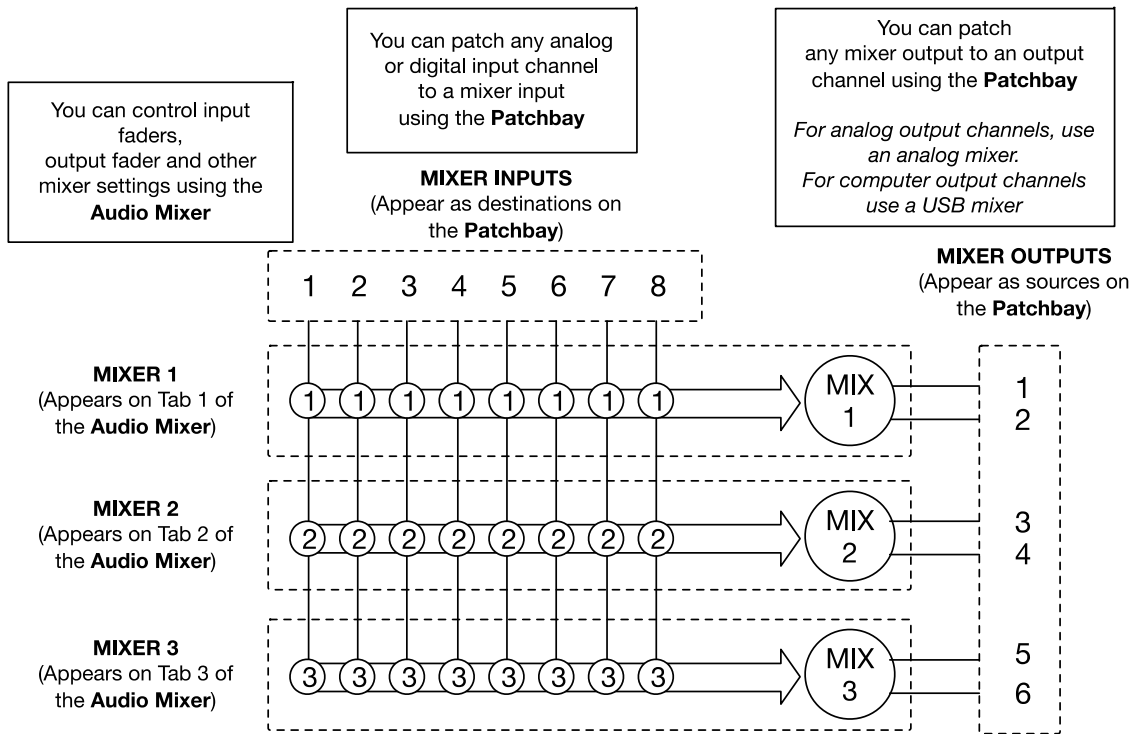 You can control input
faders,
output fader and other
mixer settings using the
Audio Mixer
You can patch any analog
or digital input channel
to a mixer input
using the Patchbay
You can patch
any mixer output to an output
channel using the Patchbay
For analog output channels, use
an analog mixer.
For computer output channels
use a USB mixer
MIXER INPUTS
(Appear as destinations on
the Patchbay)
MIXER OUTPUTS
(Appear as sources on
the Patchbay)
1 2 3 4 5 6 7 8
MIXER 1
(Appears on Tab 1 of
the Audio Mixer)
1 1 1 1 1 1 1 1
MIX
1
1
2
MIXER 2
(Appears on Tab 2 of
the Audio Mixer)
2 2 2 2 2 2 2 2
MIX
2
3
4
MIXER 3
(Appears on Tab 3 of
the Audio Mixer)
3 3 3 3 3 3 3 3
MIX
3
5
6